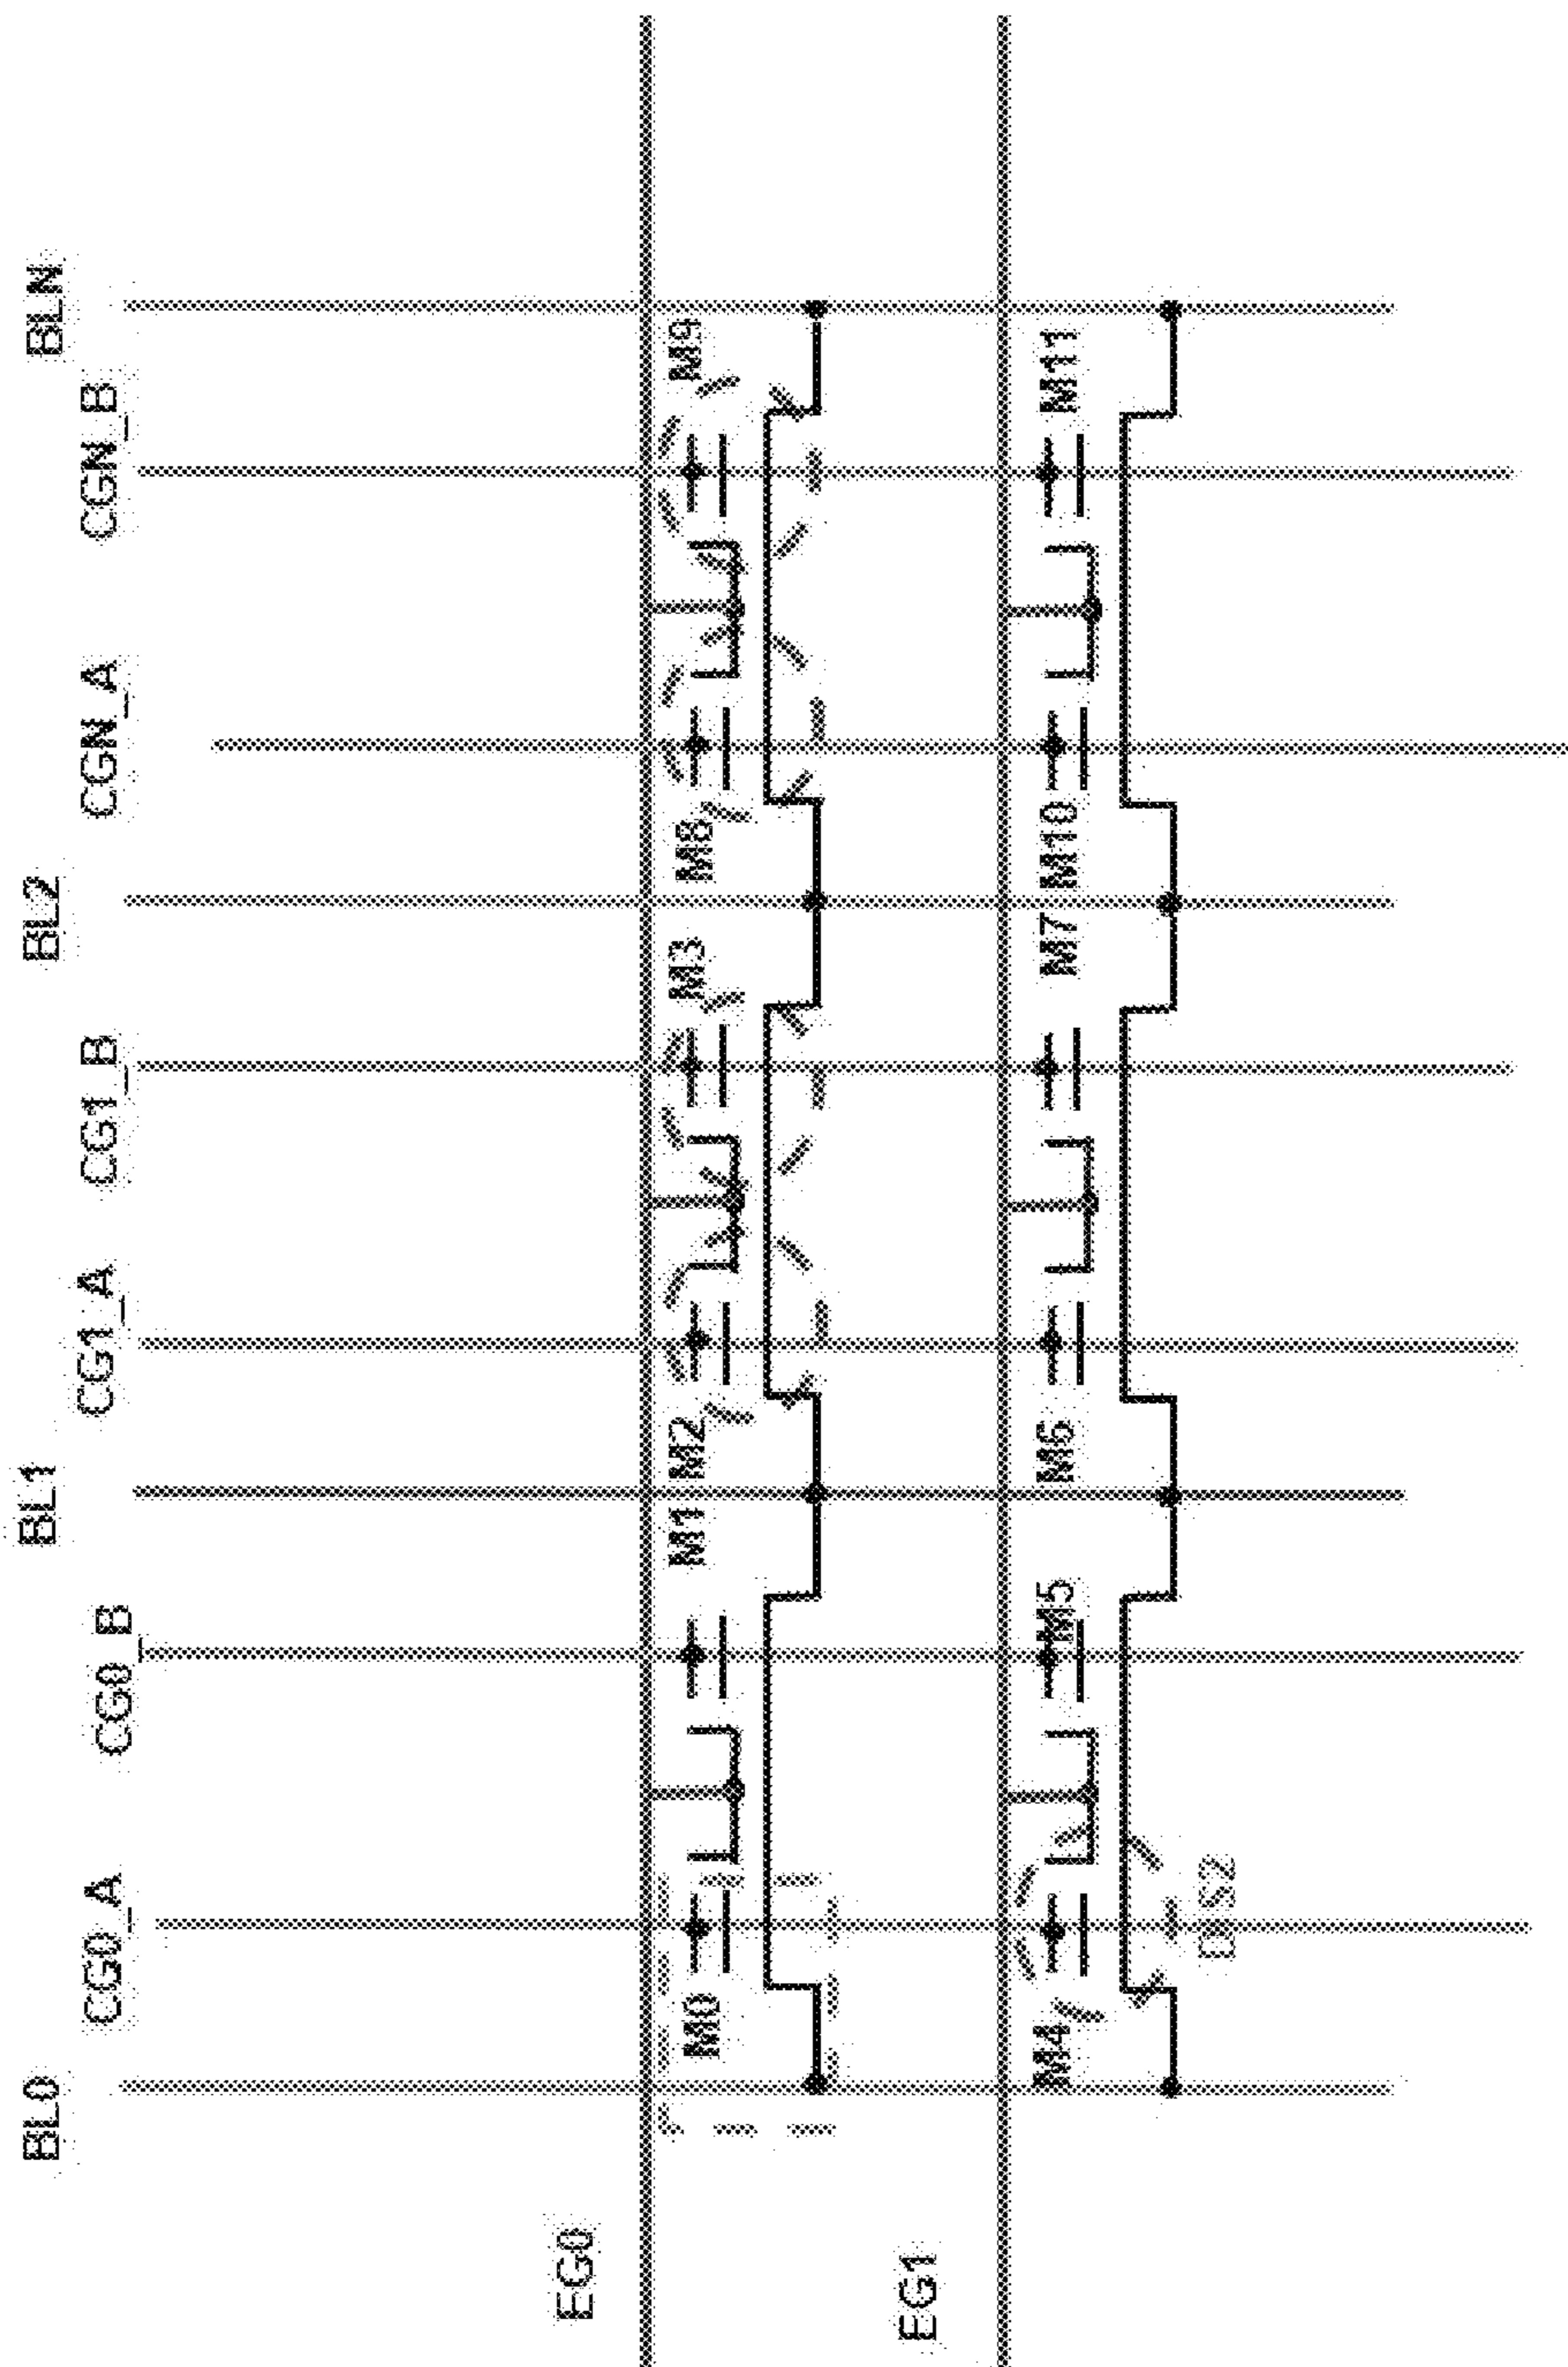 BL0
CG0_A
CG0_B
BL1
CG1_A
CG1_B
BL2
CGN_A
CGN_B
BLN
EG0
M0
M1
M2
M3
M8
M9
EG1
M4
M5
M6
M7
M10
M11
DIS2